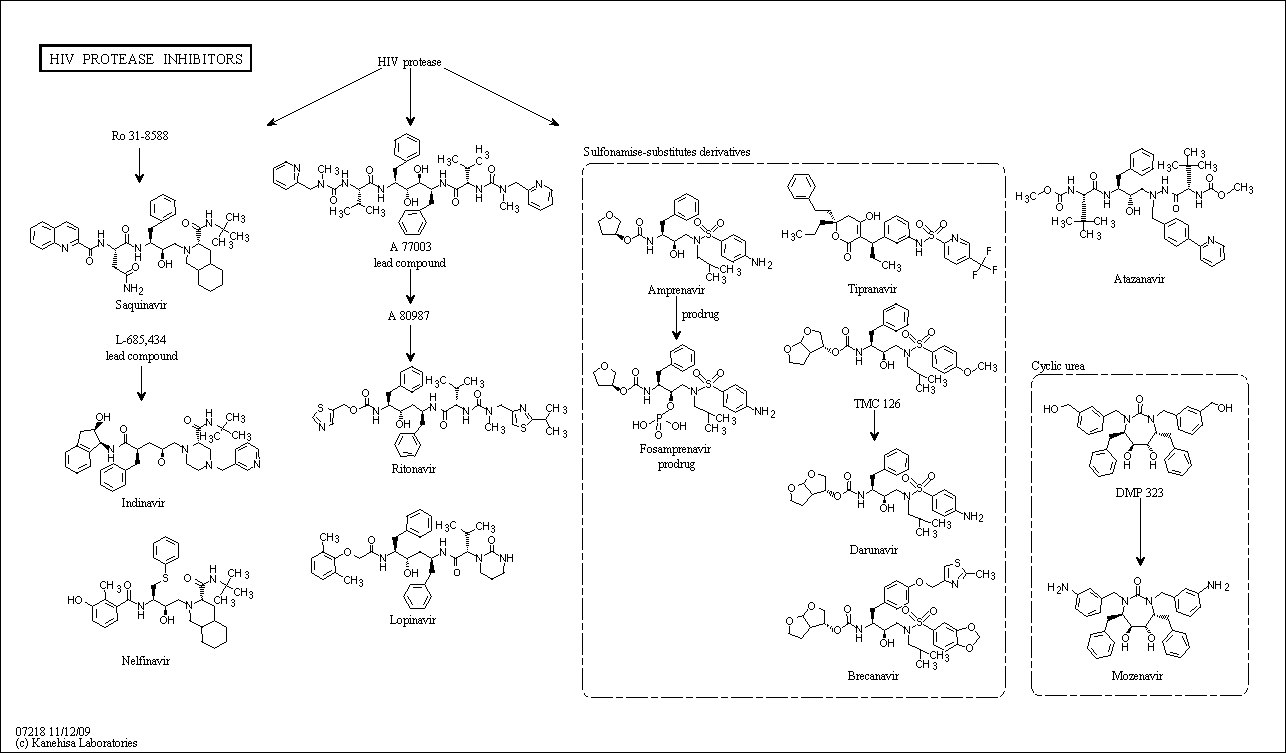 HIV PROTEASE INHIBITORS
HIV protease
Ro 31-8588
Saquinavir
L-685,434
lead compound
Indinavir
Nelfinavir
A 77003
lead compound
A 80987
Ritonavir
Lopinavir
Sulfonamise-substitutes derivatives
Amprenavir
prodrug
Fosamprenavir
prodrug
Tipranavir
TMC 126
Darunavir
Brecanavir
Atazanavir
Cyclic urea
DMP 323
Mozenavir
07218 11/12/09
(c) Kanehisa Laboratories